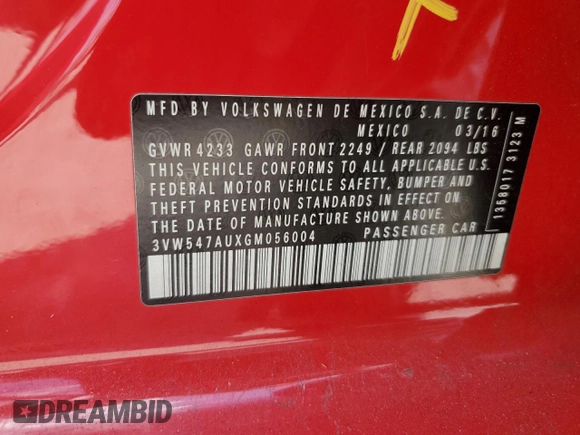 MFD BY VOLKSWAGEN DE MEXICO S.A. DE C.V.
MEXICO 03/16
GVWR 4233 GAWR FRONT 2249 / REAR 2094 LBS
THIS VEHICLE CONFORMS TO ALL APPLICABLE U.S.
FEDERAL MOTOR VEHICLE SAFETY, BUMPER AND
THEFT PREVENTION STANDARDS IN EFFECT ON
THE DATE OF MANUFACTURE SHOWN ABOVE.
3VW547AUXGM056004 PASSENGER CAR
1358017 3123 M
DREAMBID